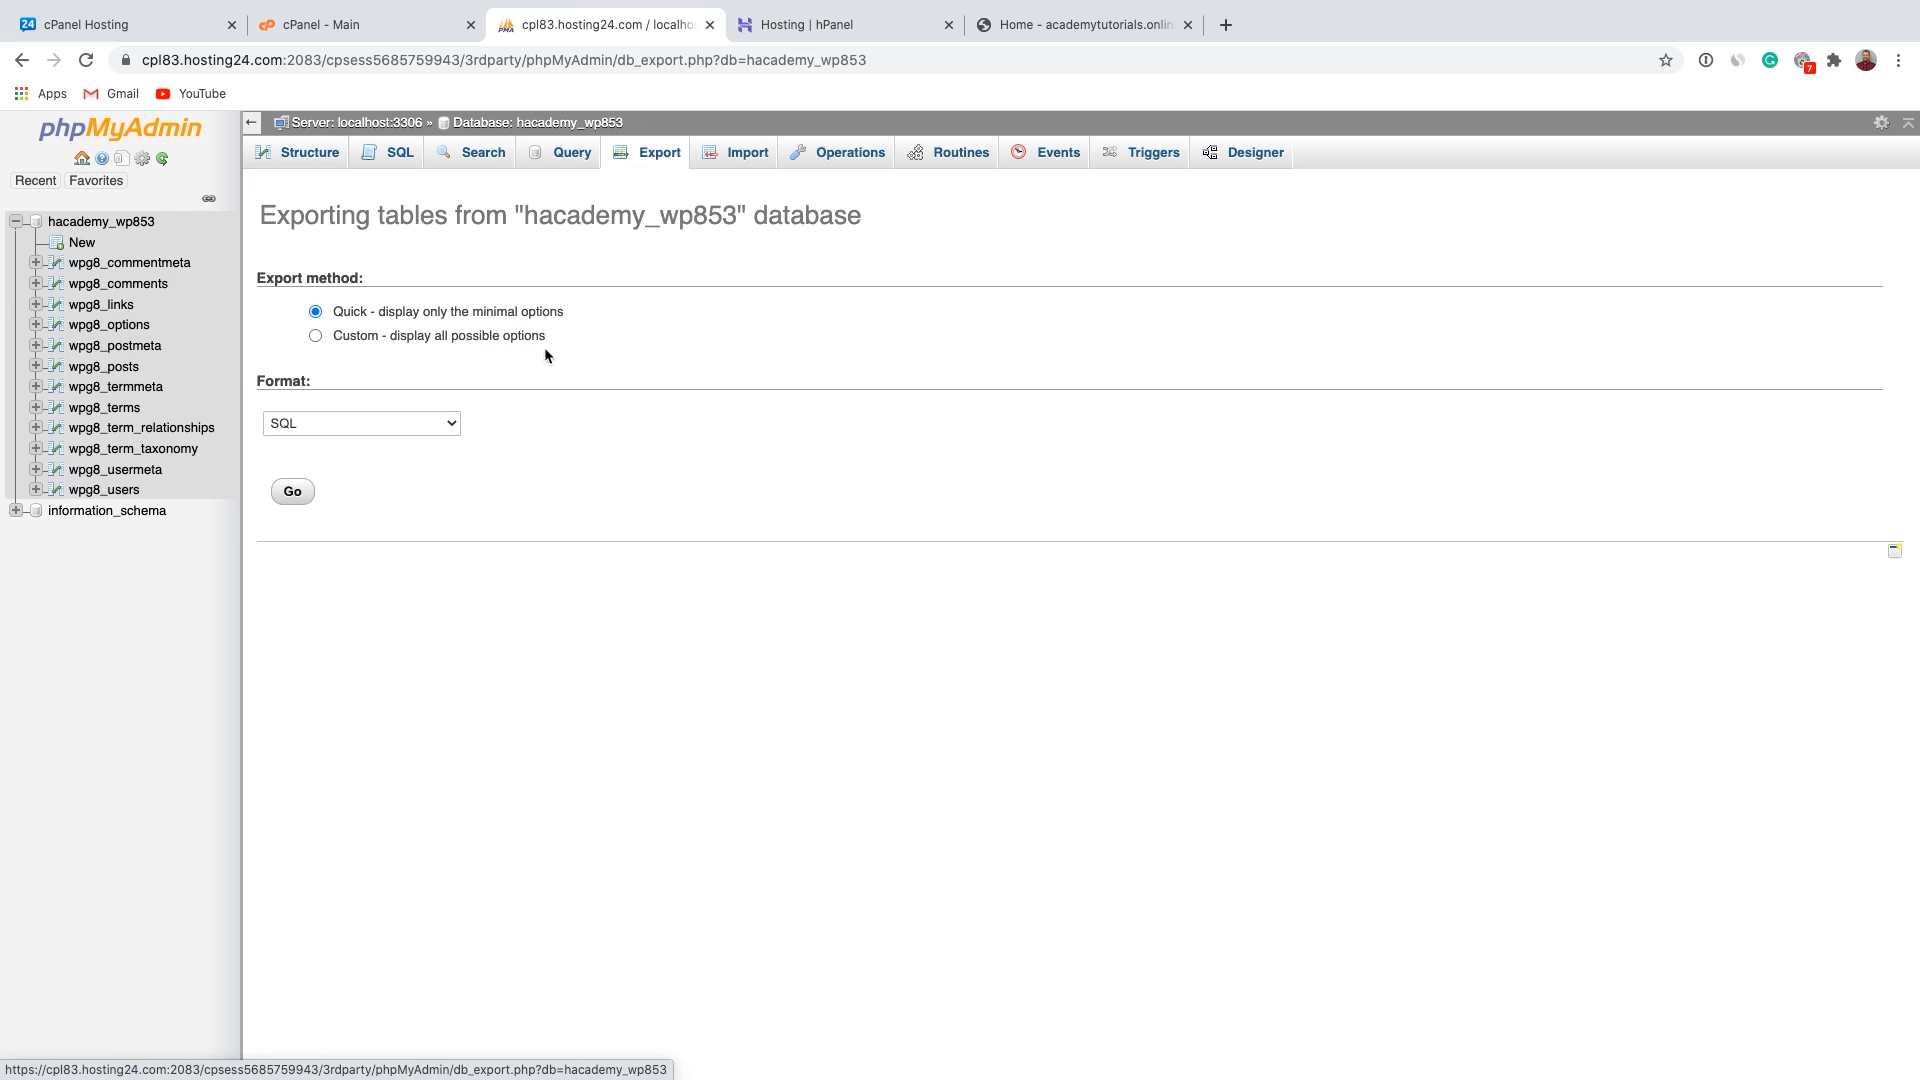 24 cPanel Hosting
cP cPanel - Main
PMA cpl83.hosting24.com / localho
Hosting | hPanel
Home - academytutorials.onlin
cpl83.hosting24.com:2083/cpsess5685759943/3rdparty/phpMyAdmin/db_export.php?db=hacademy_wp853
7
Apps
Gmail
YouTube
phpMyAdmin
Recent
Favorites
hacademy_wp853
New
wpg8_commentmeta
wpg8_comments
wpg8_links
wpg8_options
wpg8_postmeta
wpg8_posts
wpg8_termmeta
wpg8_terms
wpg8_term_relationships
wpg8_term_taxonomy
wpg8_usermeta
wpg8_users
information_schema
Server: localhost:3306 » Database: hacademy_wp853
Structure
SQL
Search
Query
Export
Import
Operations
Routines
Events
Triggers
Designer
Exporting tables from "hacademy_wp853" database
Export method:
Quick - display only the minimal options
Custom - display all possible options
Format:
SQL
Go
https://cpl83.hosting24.com:2083/cpsess5685759943/3rdparty/phpMyAdmin/db_export.php?db=hacademy_wp853